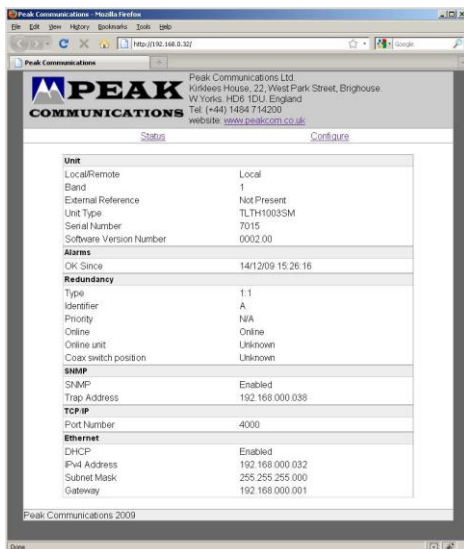 Peak Communications - Mozilla Firefox
File Edit View History Bookmarks Tools Help
http://192.168.0.32/
Google
Peak Communications
PEAK COMMUNICATIONS
Peak Communications Ltd.
Kirklees House, 22, West Park Street, Brighouse.
W.Yorks. HD6 1DU. England
Tel: (+44) 1484 714200
website: www.peakcom.co.uk
Status Configure
Unit
Local/Remote Local
Band 1
External Reference Not Present
Unit Type TLTH1003SM
Serial Number 7015
Software Version Number 0002.00
Alarms
OK Since 14/12/09 15:26:16
Redundancy
Type 1:1
Identifier A
Priority N/A
Online Online
Online unit Unknown
Coax switch position Unknown
SNMP
SNMP Enabled
Trap Address 192.168.000.038
TCP/IP
Port Number 4000
Ethernet
DHCP Enabled
IPv4 Address 192.168.000.032
Subnet Mask 255.255.255.000
Gateway 192.168.000.001
Peak Communications 2009
Done